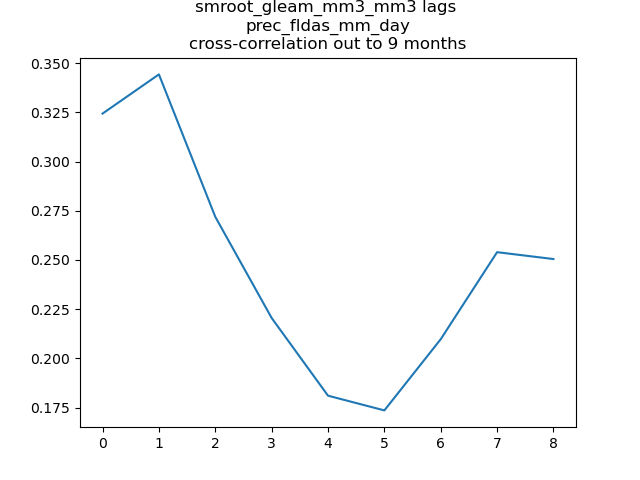 smroot_gleam_mm3_mm3 lags
prec_fldas_mm_day
cross-correlation out to 9 months
0.350
0.325
0.300
0.275
0.250
0.225
0.200
0.175
0 1 2 3 4 5 6 7 8